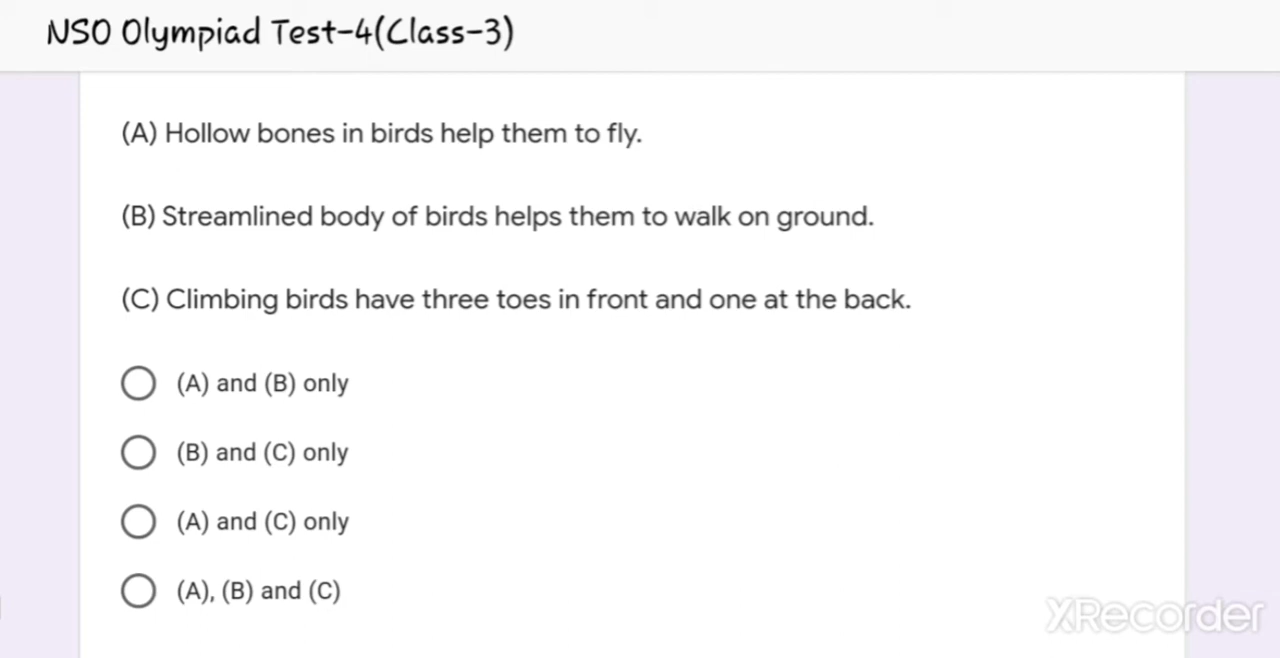 NSO Olympiad Test-4(Class-3)
(A) Hollow bones in birds help them to fly.
(B) Streamlined body of birds helps them to walk on ground.
(C) Climbing birds have three toes in front and one at the back.
(A) and (B) only
(B) and (C) only
(A) and (C) only
(A), (B) and (C)
XRecorder